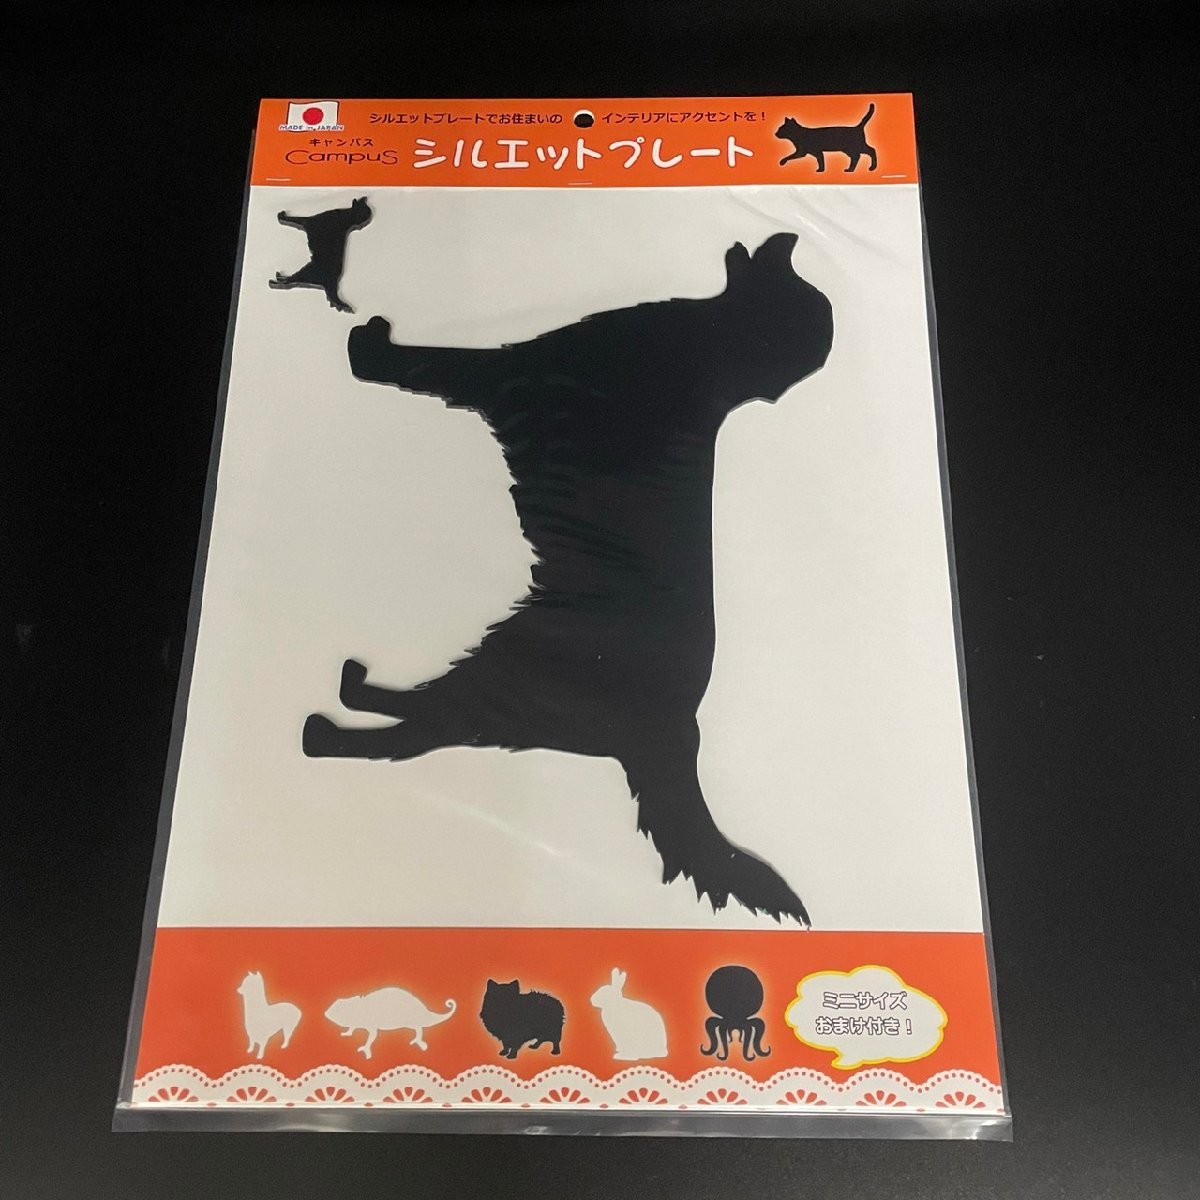 シルエットプレートでお住まいの インテリアにアクセントを！
MADE in JAPAN
キャンパス
Campus シルエットプレート
ミニサイズ
おまけ付き！